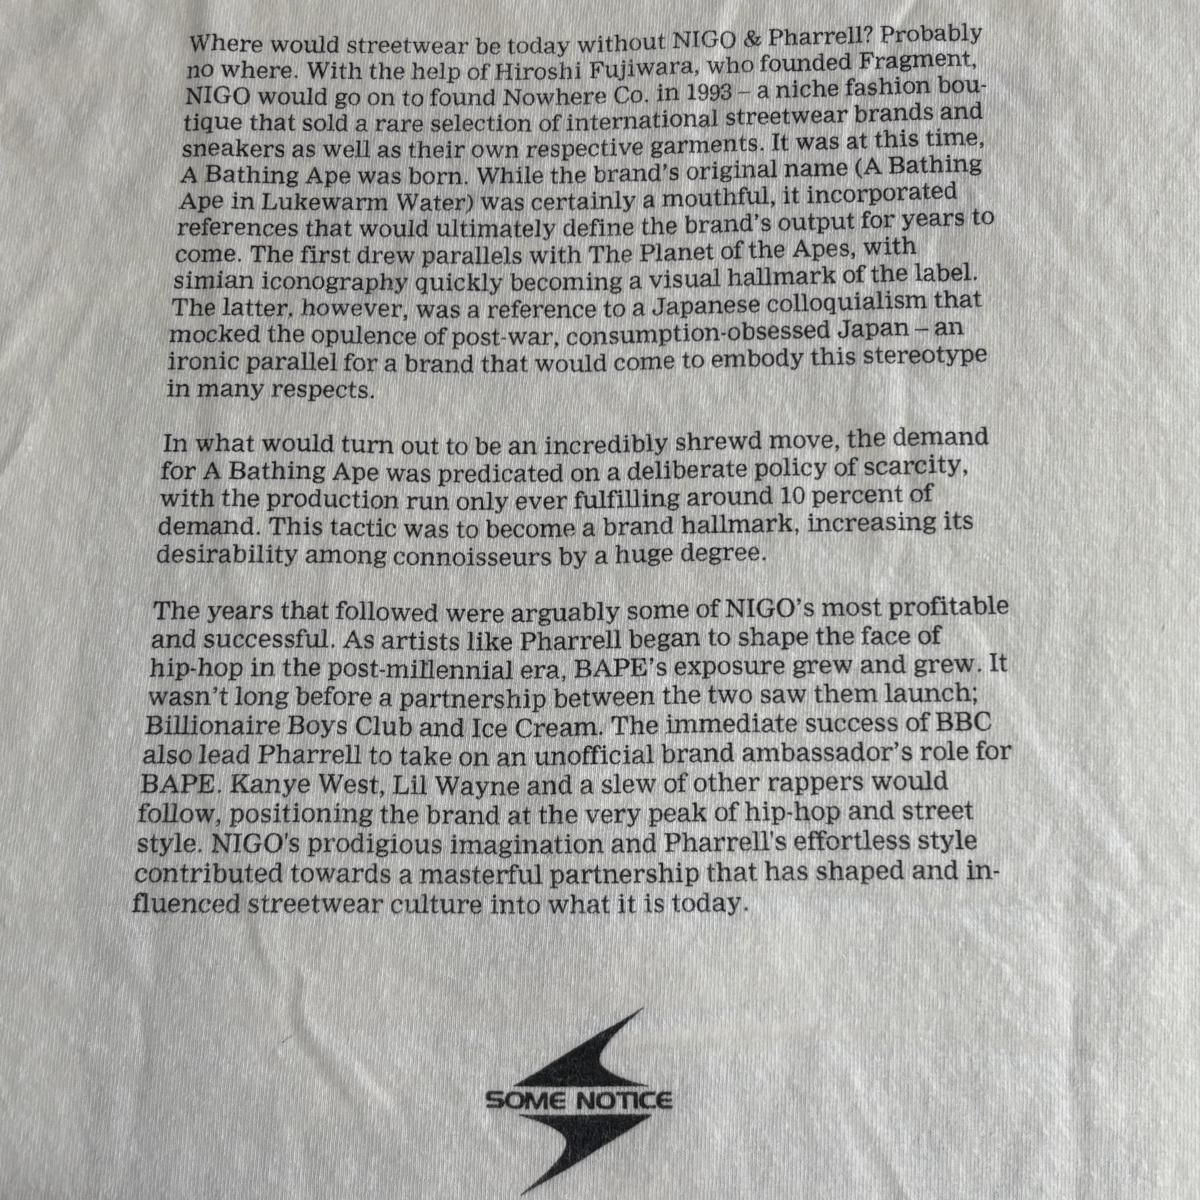 Where would streetwear be today without NIGO & Pharrell? Probably
no where. With the help of Hiroshi Fujiwara, who founded Fragment,
NIGO would go on to found Nowhere Co. in 1993 – a niche fashion bou-
tique that sold a rare selection of international streetwear brands and
sneakers as well as their own respective garments. It was at this time,
A Bathing Ape was born. While the brand's original name (A Bathing
Ape in Lukewarm Water) was certainly a mouthful, it incorporated
references that would ultimately define the brand's output for years to
come. The first drew parallels with The Planet of the Apes, with
simian iconography quickly becoming a visual hallmark of the label.
The latter, however, was a reference to a Japanese colloquialism that
mocked the opulence of post-war, consumption-obsessed Japan – an
ironic parallel for a brand that would come to embody this stereotype
in many respects.
In what would turn out to be an incredibly shrewd move, the demand
for A Bathing Ape was predicated on a deliberate policy of scarcity,
with the production run only ever fulfilling around 10 percent of
demand. This tactic was to become a brand hallmark, increasing its
desirability among connoisseurs by a huge degree.
The years that followed were arguably some of NIGO's most profitable
and successful. As artists like Pharrell began to shape the face of
hip-hop in the post-millennial era, BAPE's exposure grew and grew. It
wasn't long before a partnership between the two saw them launch;
Billionaire Boys Club and Ice Cream. The immediate success of BBC
also lead Pharrell to take on an unofficial brand ambassador's role for
BAPE. Kanye West, Lil Wayne and a slew of other rappers would
follow, positioning the brand at the very peak of hip-hop and street
style. NIGO's prodigious imagination and Pharrell's effortless style
contributed towards a masterful partnership that has shaped and in-
fluenced streetwear culture into what it is today.
SOME NOTICE